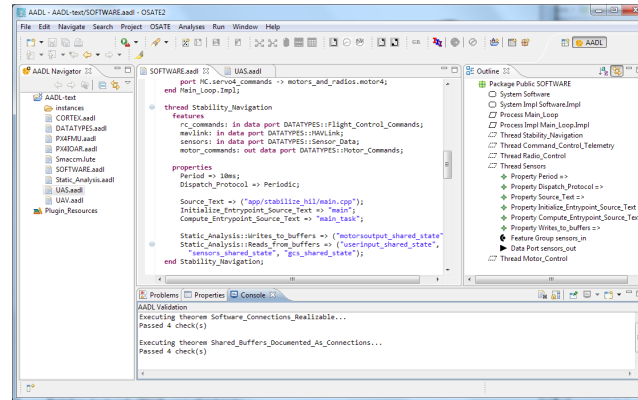 AADL - AADL-text/SOFTWARE.aadl - OSATE2
File Edit Navigate Search Project OSATE Analyses Run Window Help
AADL
AADL Navigator
AADL-text
instances
CORTEX.aadl
DATATYPES.aadl
PX4FMU.aadl
PX4IOAR.aadl
Smaccm.lute
SOFTWARE.aadl
Static_Analysis.aadl
UAS.aadl
UAV.aadl
Plugin_Resources
SOFTWARE.aadl UAS.aadl
port MC.servo4_commands -> motors_and_radios.motor4;
end Main_Loop.Impl;
thread Stability_Navigation
features
rc_commands: in data port DATATYPES::Flight_Control_Commands;
mavlink: in data port DATATYPES::MAVLink;
sensors: in data port DATATYPES::Sensor_Data;
motor_commands: out data port DATATYPES::Motor_Commands;
properties
Period => 10ms;
Dispatch_Protocol => Periodic;
Source_Text => ("app/stabilize_hil/main.cpp");
Initialize_Entrypoint_Source_Text => "main";
Compute_Entrypoint_Source_Text => "main_task";
Static_Analysis::Writes_to_buffers => ("motorsoutput_shared_state"
Static_Analysis::Reads_from_buffers => ("userinput_shared_state",
"sensors_shared_state", "gcs_shared_state");
end Stability_Navigation;
Outline
Package Public SOFTWARE
System Software
System Impl Software.Impl
Process Main_Loop
Process Impl Main_Loop.Impl
Thread Stability_Navigation
Thread Command_Control_Telemetry
Thread Radio_Control
Thread Sensors
Property Period =>
Property Dispatch_Protocol =>
Property Source_Text =>
Property Initialize_Entrypoint_Source_Text
Property Compute_Entrypoint_Source_Tex
Property Writes_to_buffers =>
Feature Group sensors_in
Data Port sensors_out
Thread Motor_Control
Problems Properties Console
AADL Validation
Executing theorem Software_Connections_Realizable...
Passed 4 check(s)
Executing theorem Shared_Buffers_Documented_As_Connections...
Passed 4 check(s)